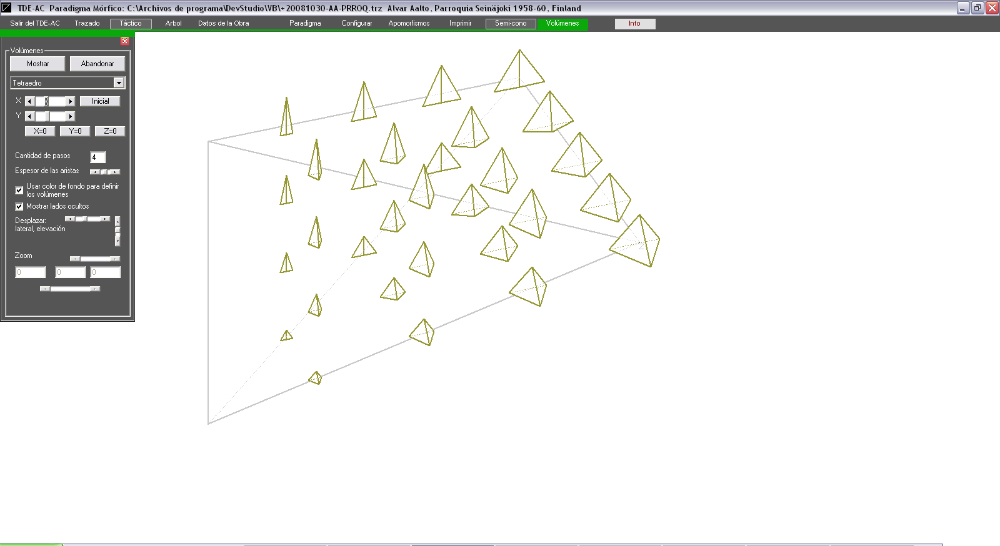 TDE-AC  Paradigma Mórfico: C:\Archivos de programa\DevStudio\VB\+20081030-AA-PRROQ.trz  Alvar Aalto, Parroquia Seinäjoki 1958-60, Finland
Salir del TDE-AC Trazado Táctico Arbol Datos de la Obra Paradigma Configurar Apomorfismos Imprimir Semi-cono Volúmenes Info
Volúmenes
Mostrar Abandonar
Tetraedro
X Inicial
Y
X=0 Y=0 Z=0
Cantidad de pasos 4
Espesor de las aristas
Usar color de fondo para definir
los volúmenes
Mostrar lados ocultos
Desplazar:
lateral, elevación
Zoom
0 0 0
Z